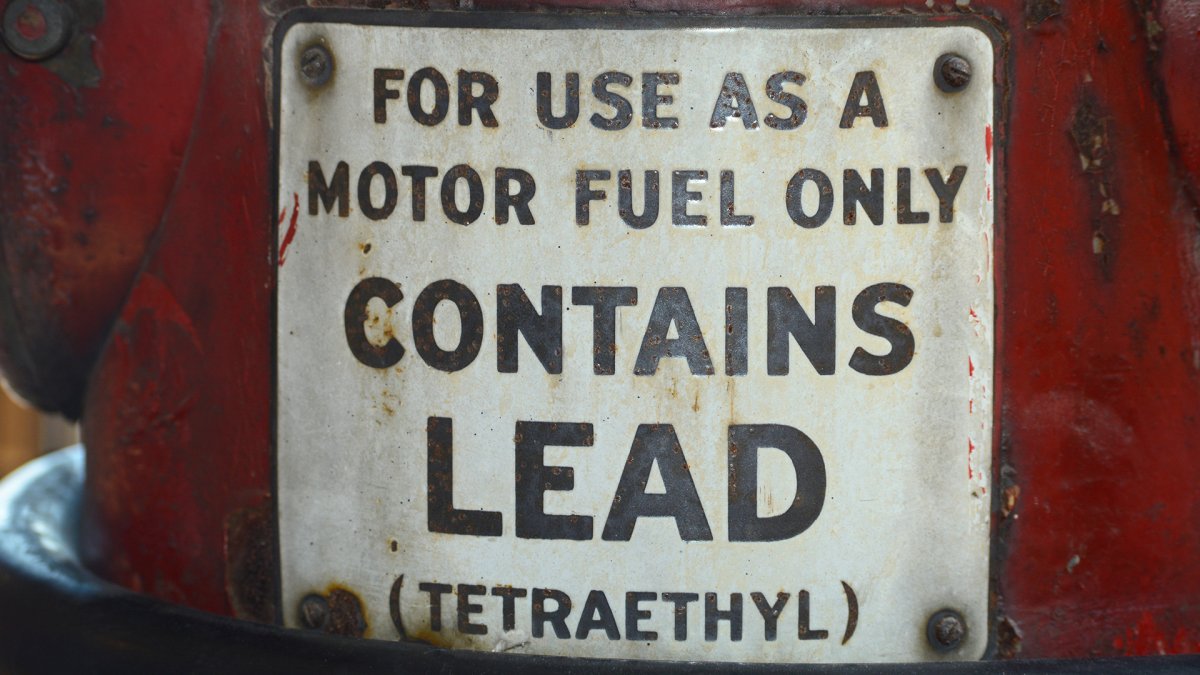 FOR USE AS A
MOTOR FUEL ONLY
CONTAINS
LEAD
(TETRAETHYL)